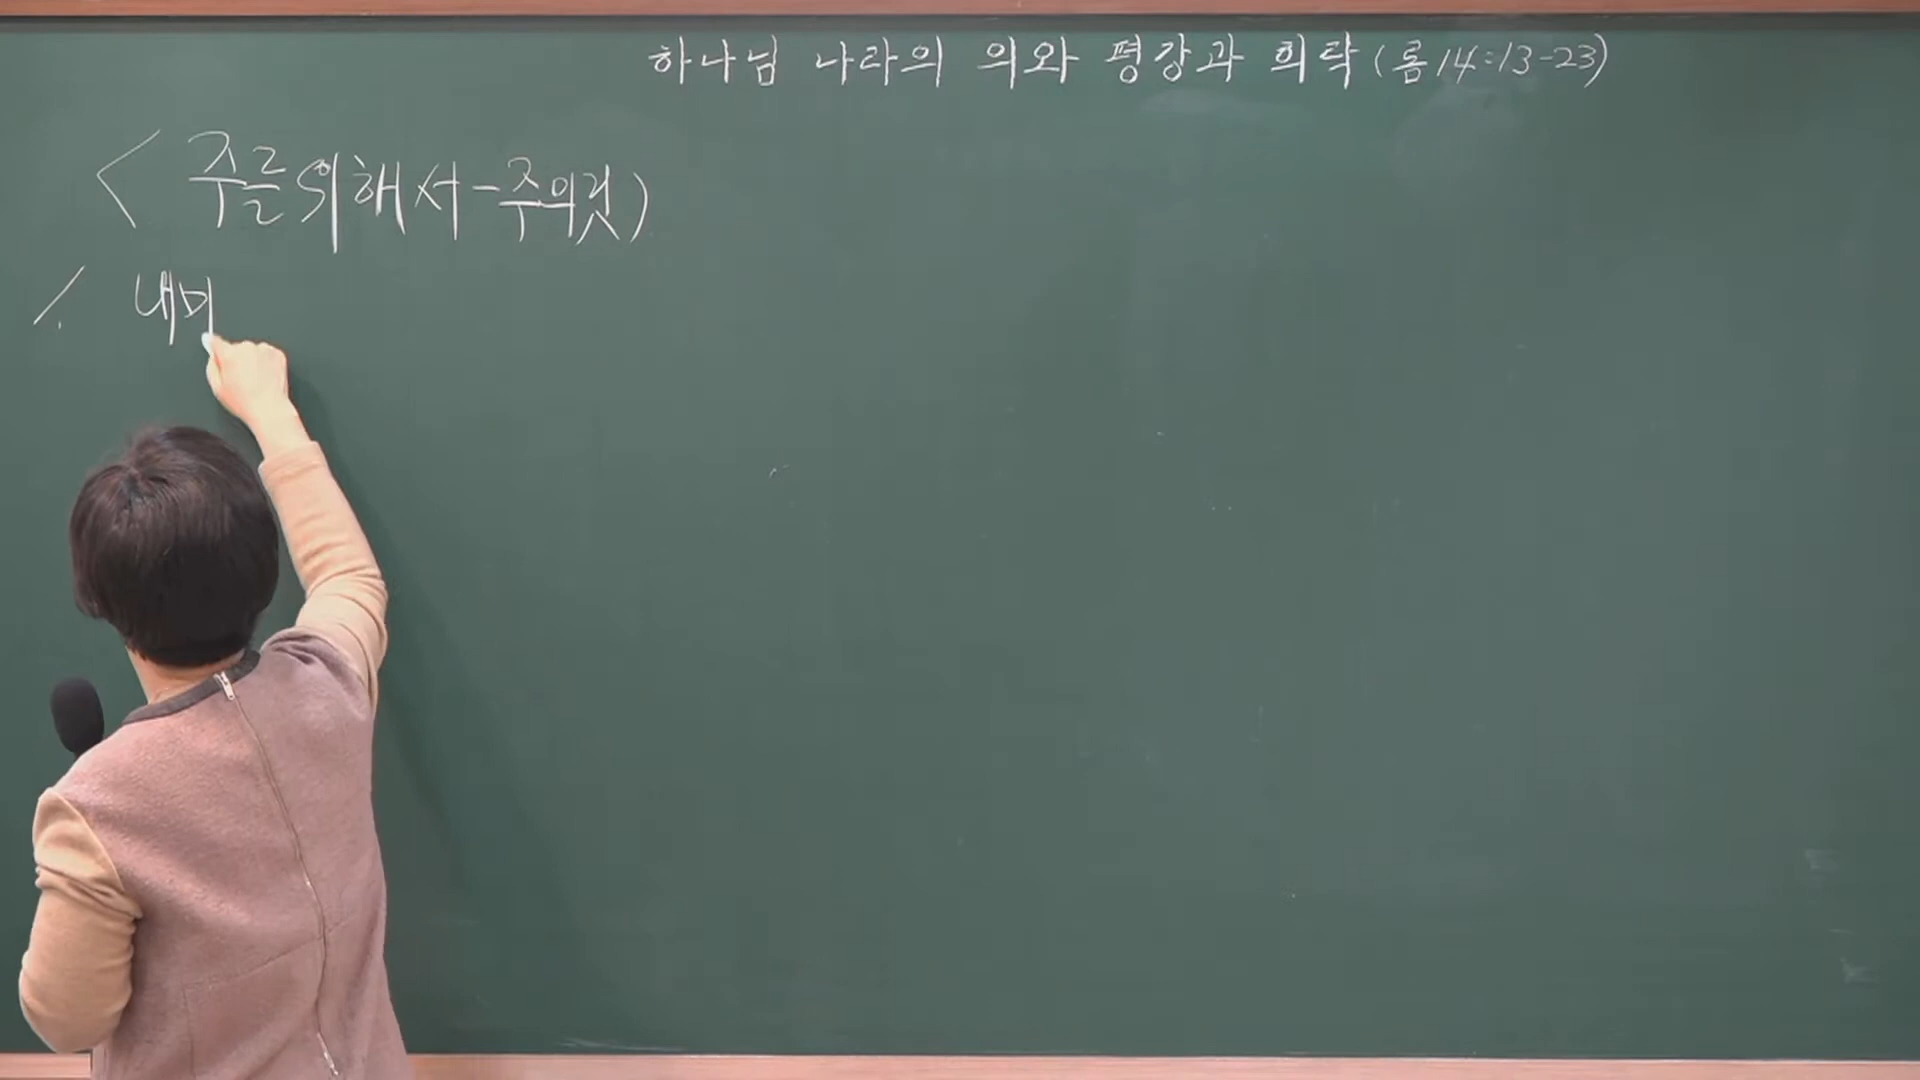 하나님 나라의 의와 평강과 희락 (롬 14:13-23)
< 주를 위해서 - 주의 것 )
1. 내미